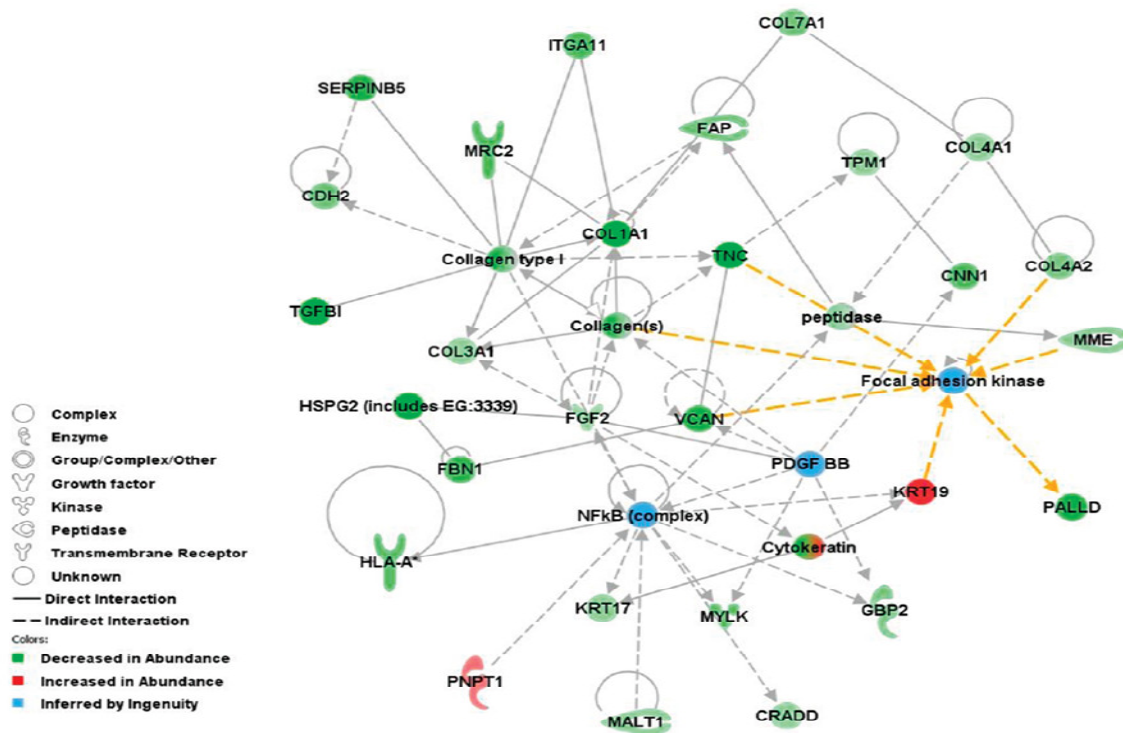 COL7A1
ITGA11
SERPINB5
FAP
MRC2
COL4A1
TPM1
CDH2
COL1A1
TNC
Collagen type I
CNN1
COL4A2
TGFBI
peptidase
Collagen(s)
MME
COL3A1
Focal adhesion kinase
HSPG2 (includes EG:3339)
FGF2
VCAN
FBN1
PDGF BB
KRT19
PALLD
NFkB (complex)
Cytokeratin
HLA-A*
KRT17
MYLK
GBP2
PNPT1
MALT1
CRADD
Complex
Enzyme
Group/Complex/Other
Growth factor
Kinase
Peptidase
Transmembrane Receptor
Unknown
Direct Interaction
Indirect Interaction
Colors:
Decreased in Abundance
Increased in Abundance
Inferred by Ingenuity